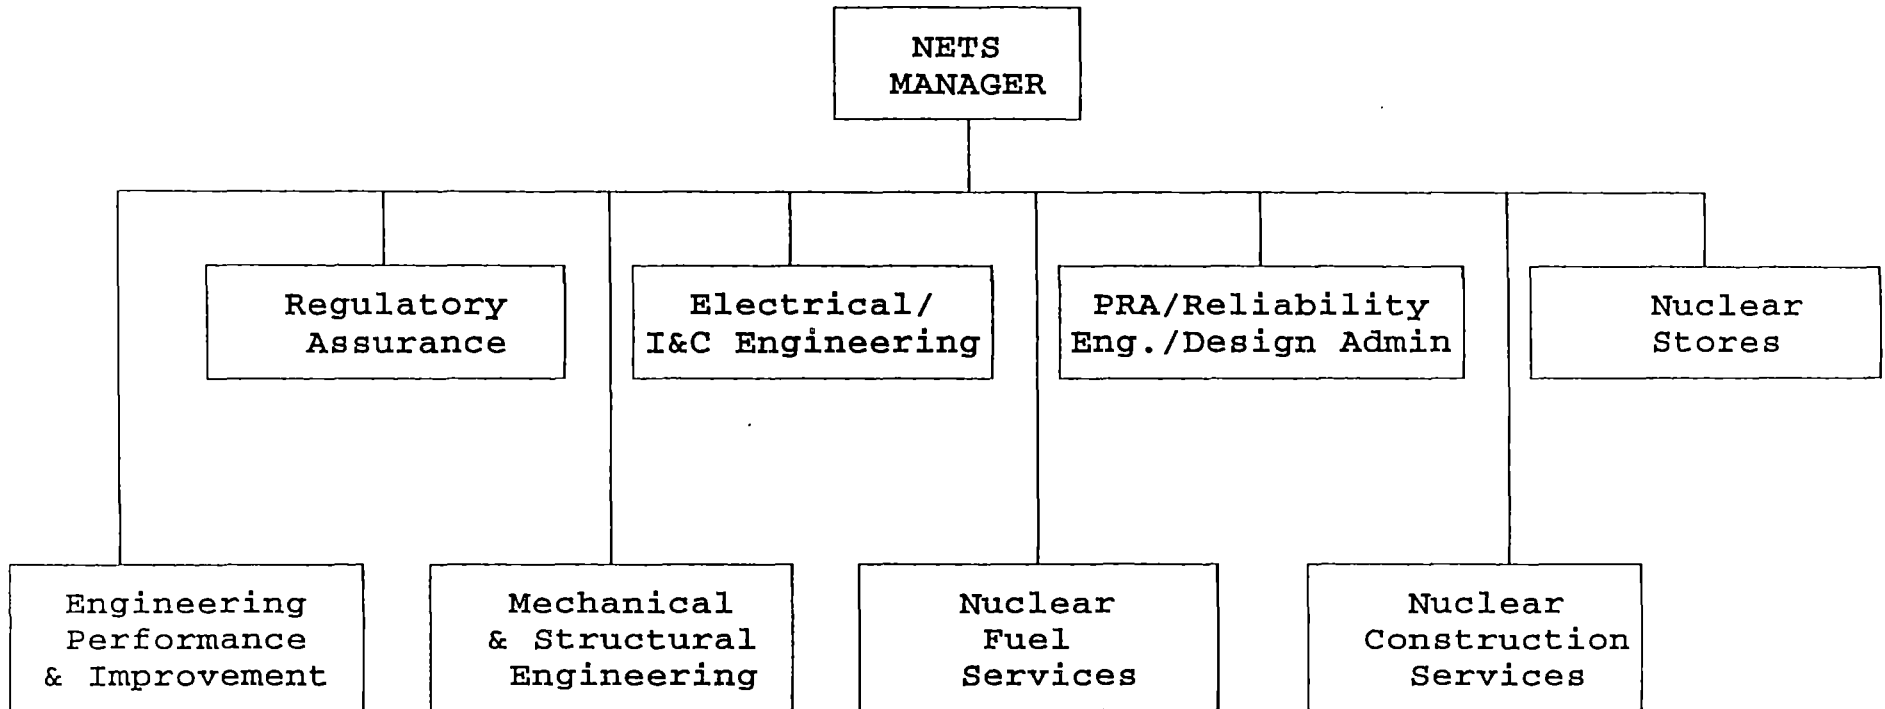 NETS
MANAGER
Regulatory
Assurance
Electrical/
I&C Engineering
PRA/Reliability
Eng./Design Admin
Nuclear
Stores
Engineering
Performance
& Improvement
Mechanical
& Structural
Engineering
Nuclear
Fuel
Services
Nuclear
Construction
Services